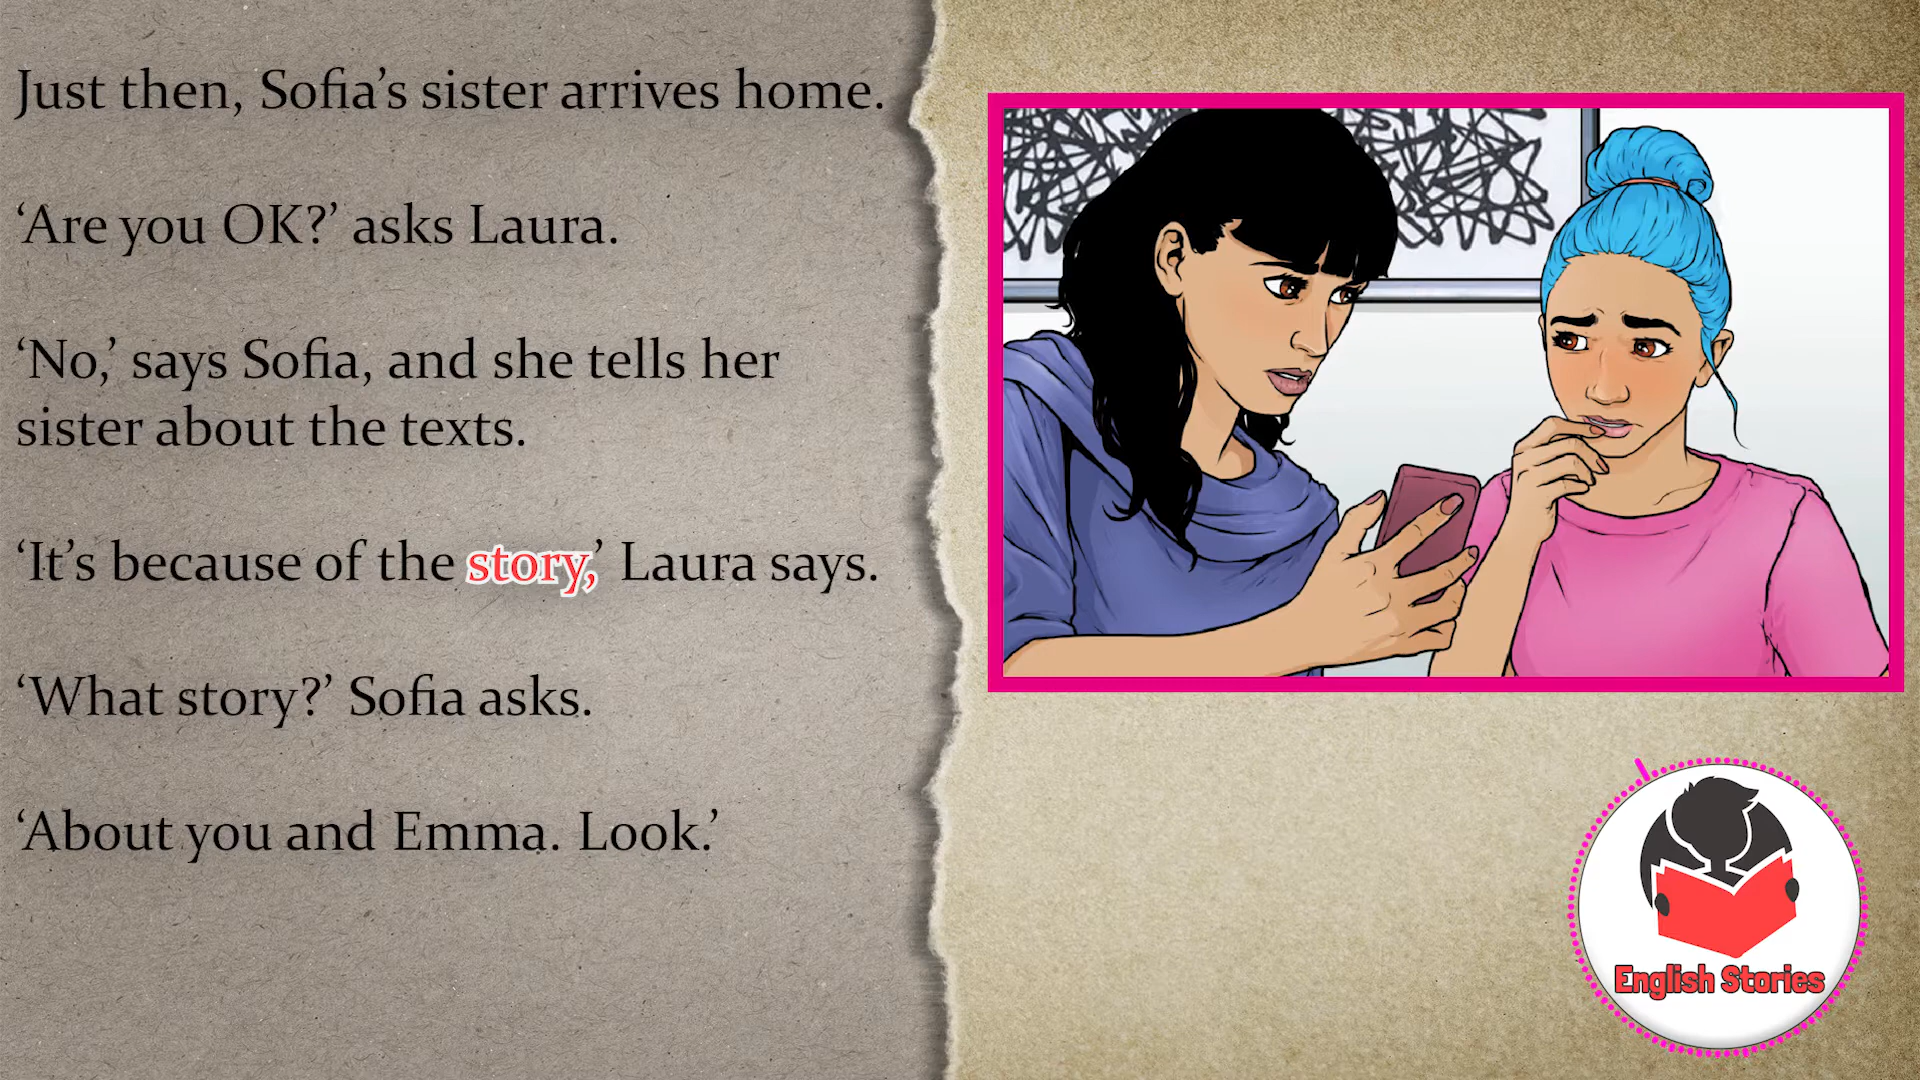 Just then, Sofia’s sister arrives home.
‘Are you OK?’ asks Laura.
‘No,’ says Sofia, and she tells her
sister about the texts.
‘It’s because of the story,’ Laura says.
‘What story?’ Sofia asks.
‘About you and Emma. Look.’
English Stories